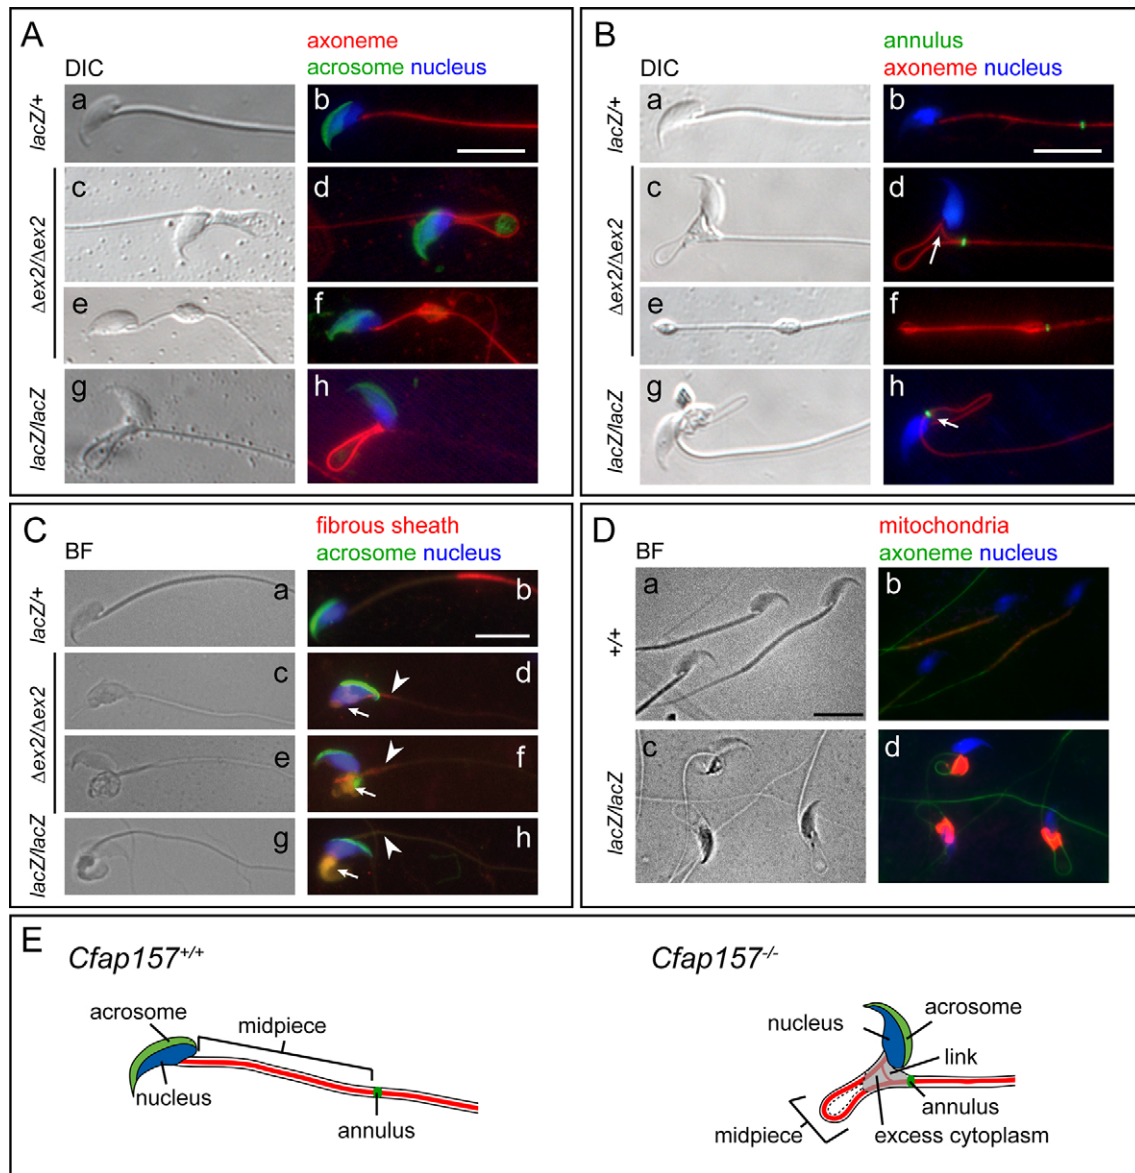 A
axoneme
DIC
acrosome nucleus
lacZ/+
a
b
Δex2/Δex2
c
d
e
f
lacZ/lacZ
g
h
B
annulus
DIC
axoneme nucleus
lacZ/+
a
b
Δex2/Δex2
c
d
e
f
lacZ/lacZ
g
h
C
fibrous sheath
BF
acrosome nucleus
lacZ/+
a
b
Δex2/Δex2
c
d
e
f
lacZ/lacZ
g
h
D
mitochondria
BF
axoneme nucleus
+/+
a
b
lacZ/lacZ
c
d
E
Cfap157+/+
acrosome
midpiece
nucleus
annulus
Cfap157-/-
nucleus
acrosome
link
annulus
midpiece
excess cytoplasm